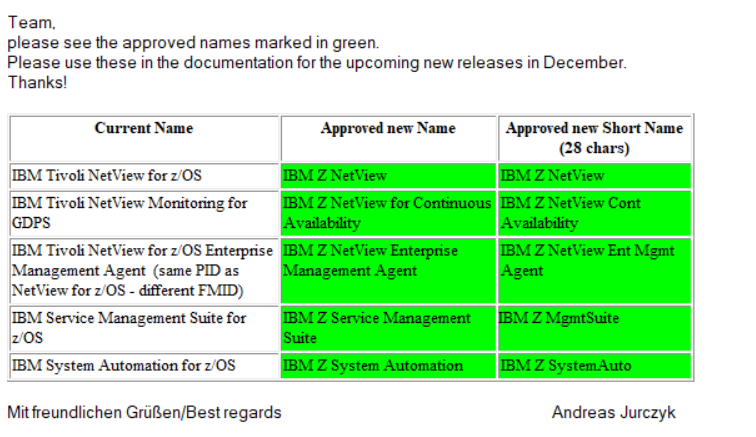 Team,
please see the approved names marked in green.
Please use these in the documentation for the upcoming new releases in December.
Thanks!
Current Name
Approved new Name
Approved new Short Name
(28 chars)
IBM Tivoli NetView for z/OS
IBM Z NetView
IBM Z NetView
IBM Tivoli NetView Monitoring for
GDPS
IBM Z NetView for Continuous
Availability
IBM Z NetView Cont
Availability
IBM Tivoli NetView for z/OS Enterprise
Management Agent (same PID as
NetView for z/OS - different FMID)
IBM Z NetView Enterprise
Management Agent
IBM Z NetView Ent Mgmt
Agent
IBM Service Management Suite for
z/OS
IBM Z Service Management
Suite
IBM Z MgmtSuite
IBM System Automation for z/OS
IBM Z System Automation
IBM Z SystemAuto
Mit freundlichen Grüßen/Best regards
Andreas Jurczyk